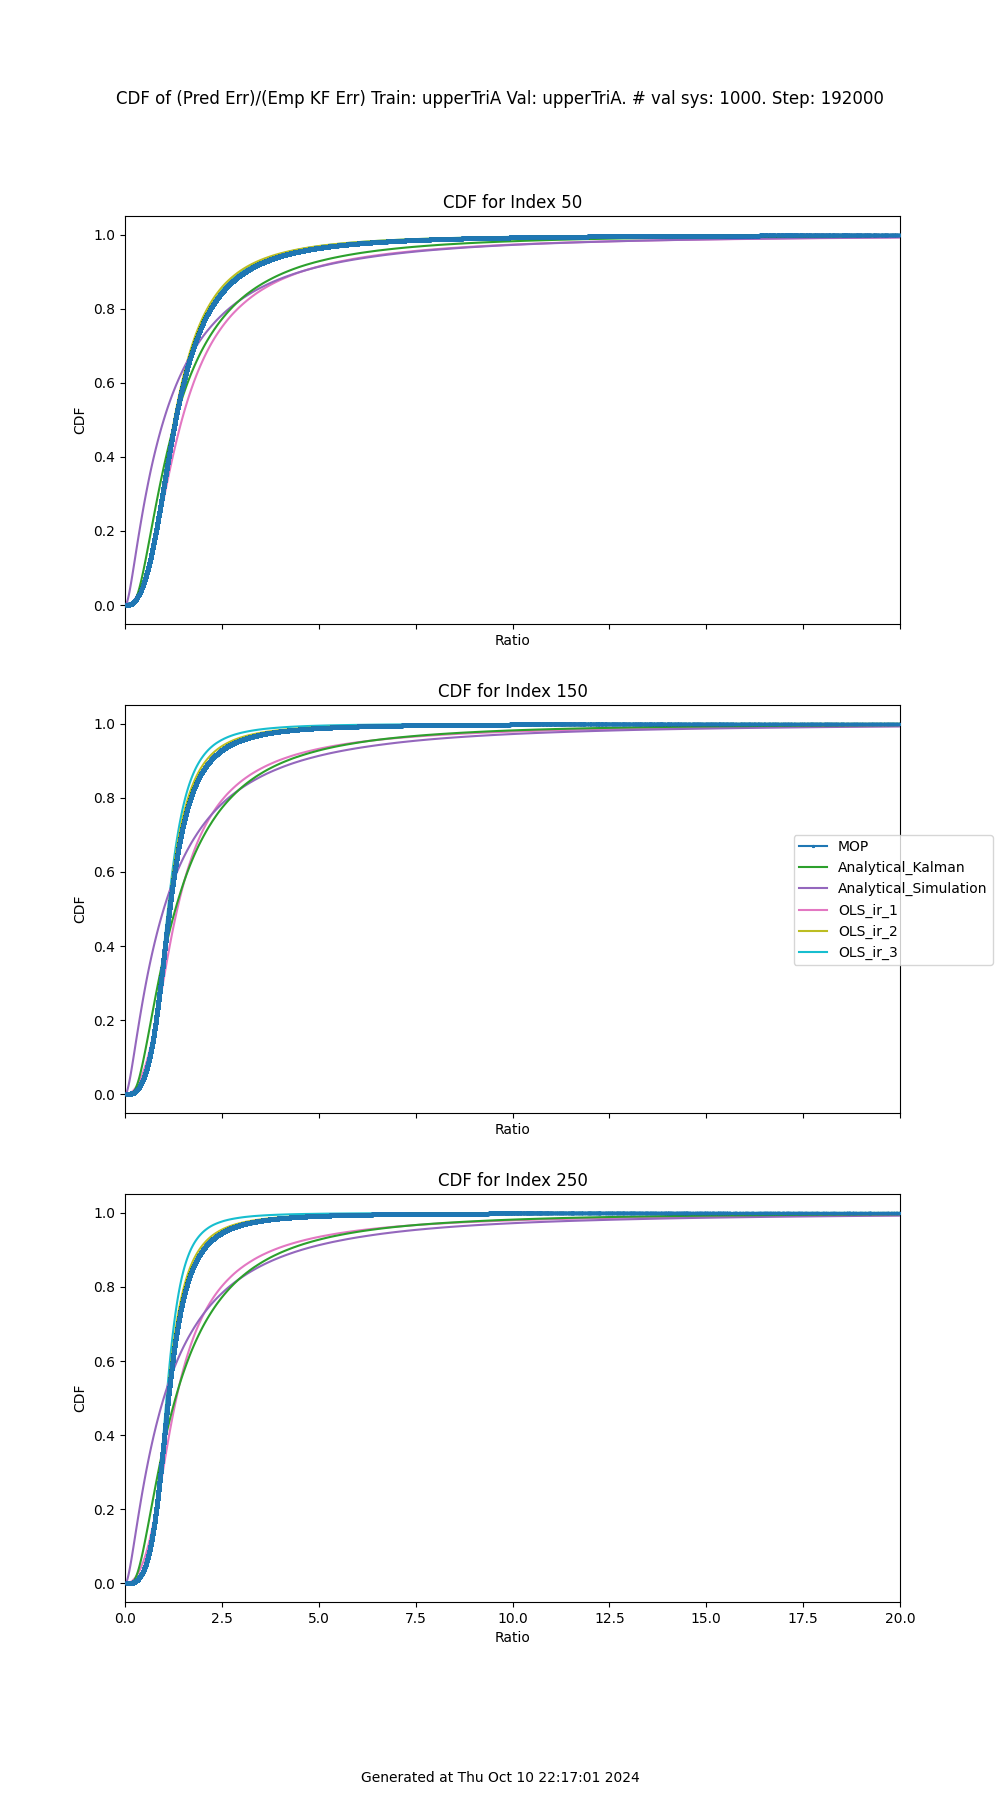 CDF of (Pred Err)/(Emp KF Err) Train: upperTriA Val: upperTriA. # val sys: 1000. Step: 192000
CDF for Index 50
1.0
0.8
0.6
0.4
0.2
0.0
CDF
Ratio
CDF for Index 150
1.0
0.8
0.6
0.4
0.2
0.0
CDF
Ratio
MOP
Analytical_Kalman
Analytical_Simulation
OLS_ir_1
OLS_ir_2
OLS_ir_3
CDF for Index 250
1.0
0.8
0.6
0.4
0.2
0.0
CDF
0.0 2.5 5.0 7.5 10.0 12.5 15.0 17.5 20.0
Ratio
Generated at Thu Oct 10 22:17:01 2024